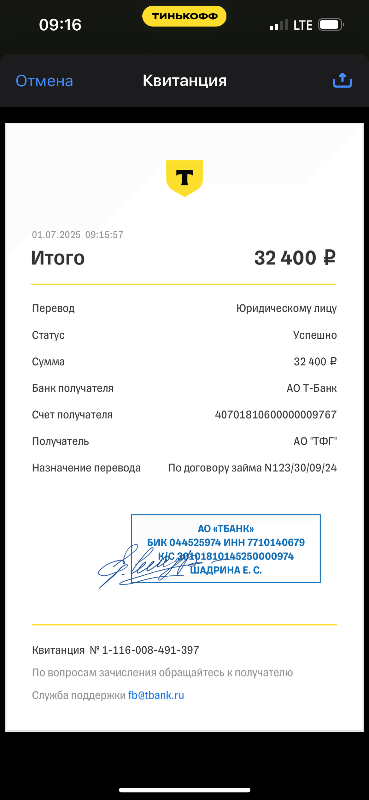 09:16
ТИНЬКОФФ
LTE
Отмена
Квитанция
Т
01.07.2025 09:15:57
Итого 32 400 ₽
Перевод Юридическому лицу
Статус Успешно
Сумма 32 400 ₽
Банк получателя АО Т-Банк
Счет получателя 40701810600000009767
Получатель АО "ТФГ"
Назначение перевода По договору займа N123/30/09/24
АО «ТБАНК»
БИК 044525974 ИНН 7710140679
К/С 30101810145250000974
ШАДРИНА Е. С.
Квитанция № 1-116-008-491-397
По вопросам зачисления обращайтесь к получателю
Служба поддержки fb@tbank.ru